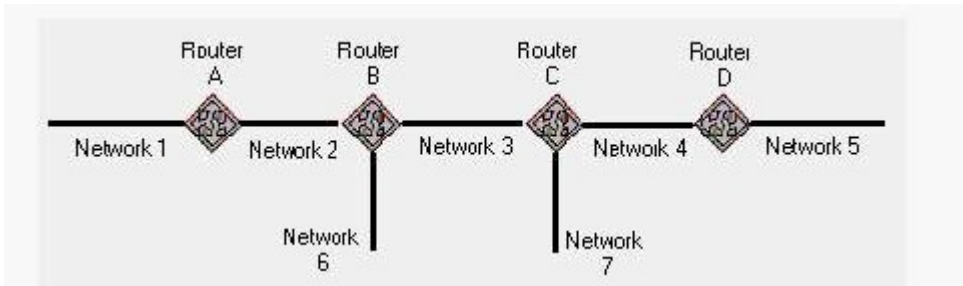 Router
A
Router
B
Router
C
Router
D
Network 1
Network 2
Network 3
Network 4
Network 5
Network
6
Network
7